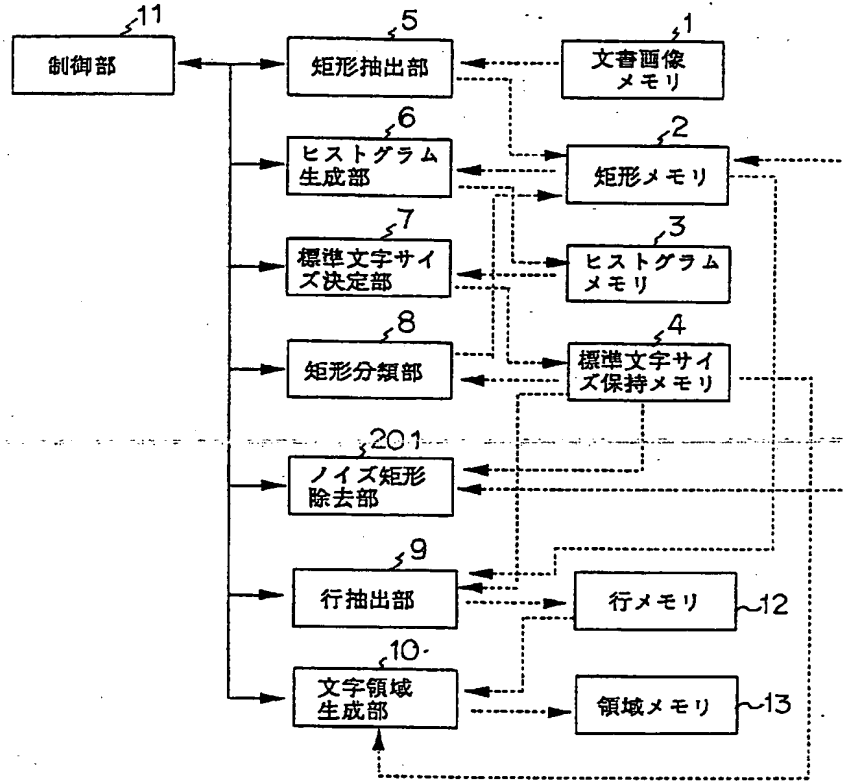 11
制御部
5
矩形抽出部
1
文書画像
メモリ
6
ヒストグラム
生成部
2
矩形メモリ
7
標準文字サイ
ズ決定部
3
ヒストグラム
メモリ
8
矩形分類部
4
標準文字サイ
ズ保持メモリ
201
ノイズ矩形
除去部
9
行抽出部
行メモリ
12
10
文字領域
生成部
領域メモリ
13